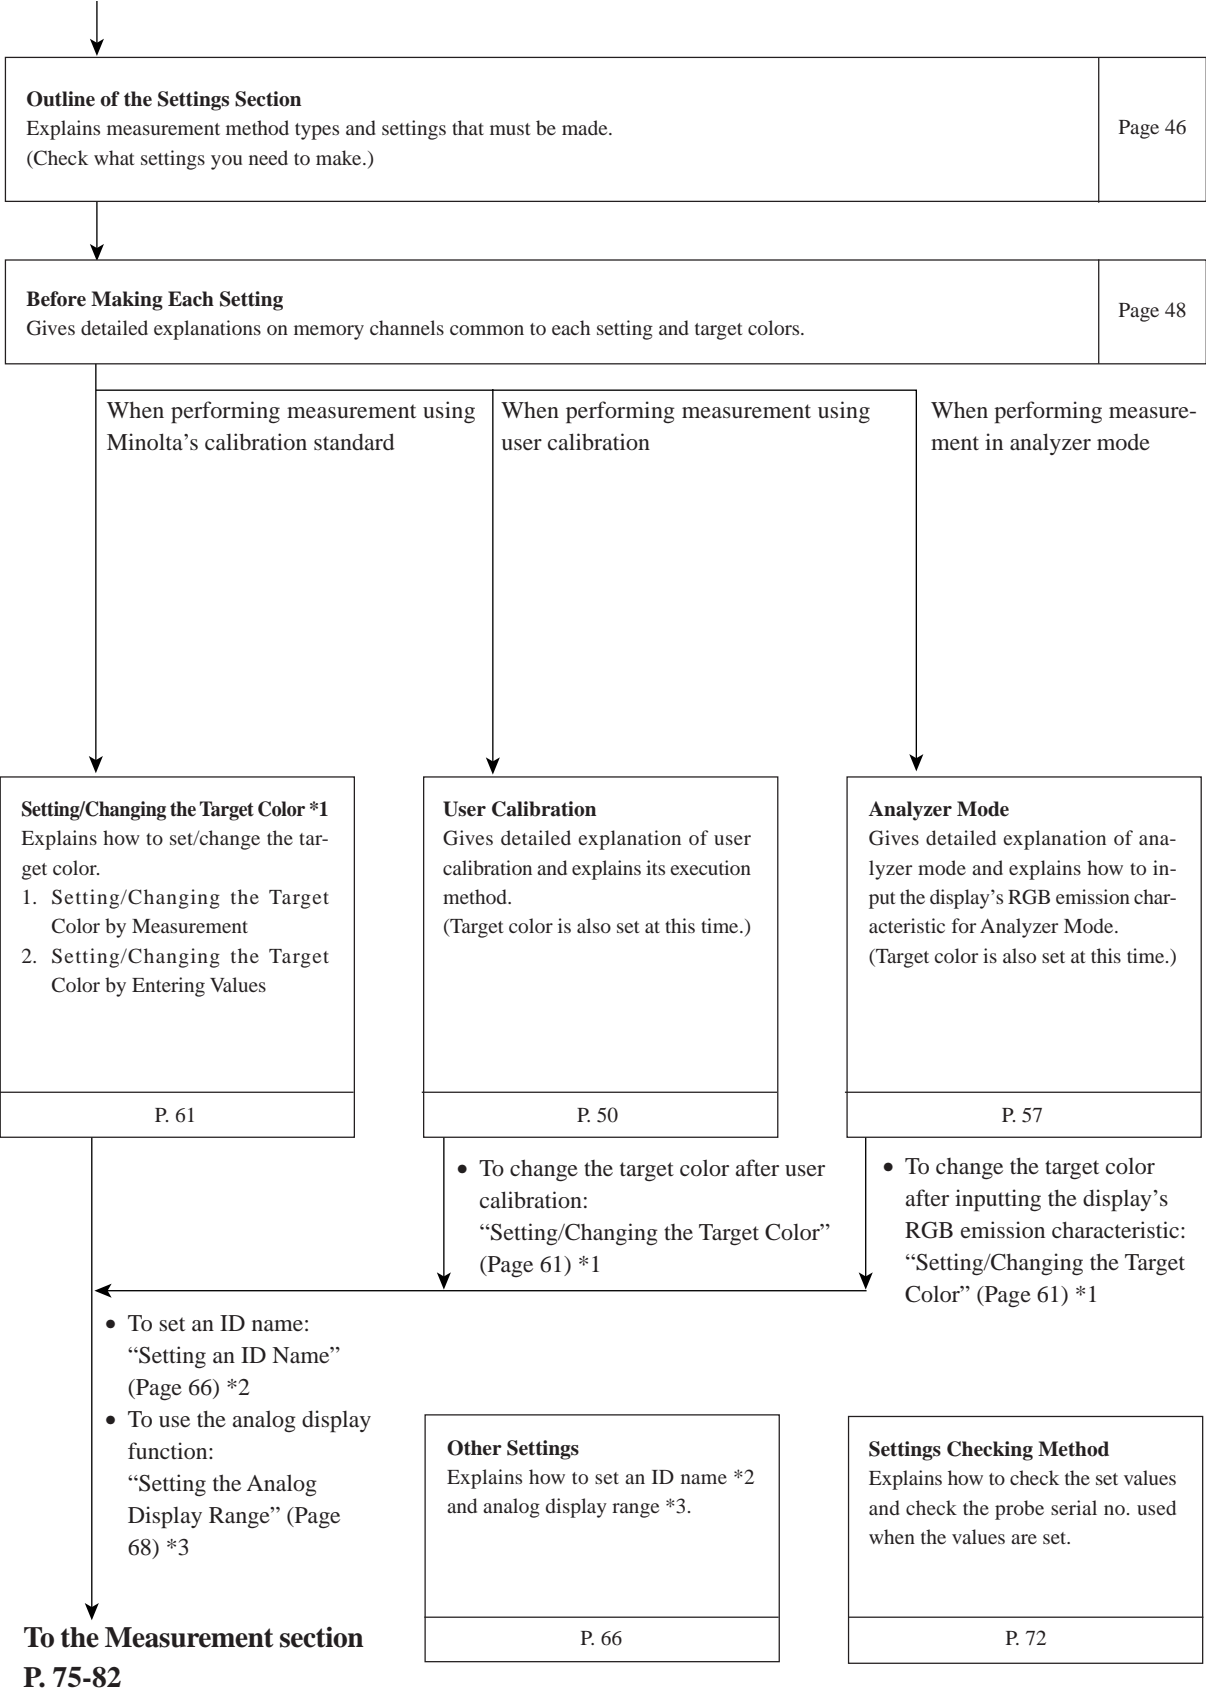 Outline of the Settings Section
Explains measurement method types and settings that must be made.
(Check what settings you need to make.)
Page 46
Before Making Each Setting
Gives detailed explanations on memory channels common to each setting and target colors.
Page 48
When performing measurement using
Minolta's calibration standard
When performing measurement using
user calibration
When performing measure-
ment in analyzer mode
Setting/Changing the Target Color *1
Explains how to set/change the tar-
get color.
1. Setting/Changing the Target
Color by Measurement
2. Setting/Changing the Target
Color by Entering Values
P. 61
User Calibration
Gives detailed explanation of user
calibration and explains its execution
method.
(Target color is also set at this time.)
P. 50
Analyzer Mode
Gives detailed explanation of ana-
lyzer mode and explains how to in-
put the display's RGB emission char-
acteristic for Analyzer Mode.
(Target color is also set at this time.)
P. 57
• To change the target color after user
calibration:
“Setting/Changing the Target Color”
(Page 61) *1
• To change the target color
after inputting the display's
RGB emission characteristic:
“Setting/Changing the Target
Color” (Page 61) *1
• To set an ID name:
“Setting an ID Name”
(Page 66) *2
• To use the analog display
function:
“Setting the Analog
Display Range” (Page
68) *3
Other Settings
Explains how to set an ID name *2
and analog display range *3.
P. 66
Settings Checking Method
Explains how to check the set values
and check the probe serial no. used
when the values are set.
P. 72
To the Measurement section
P. 75-82